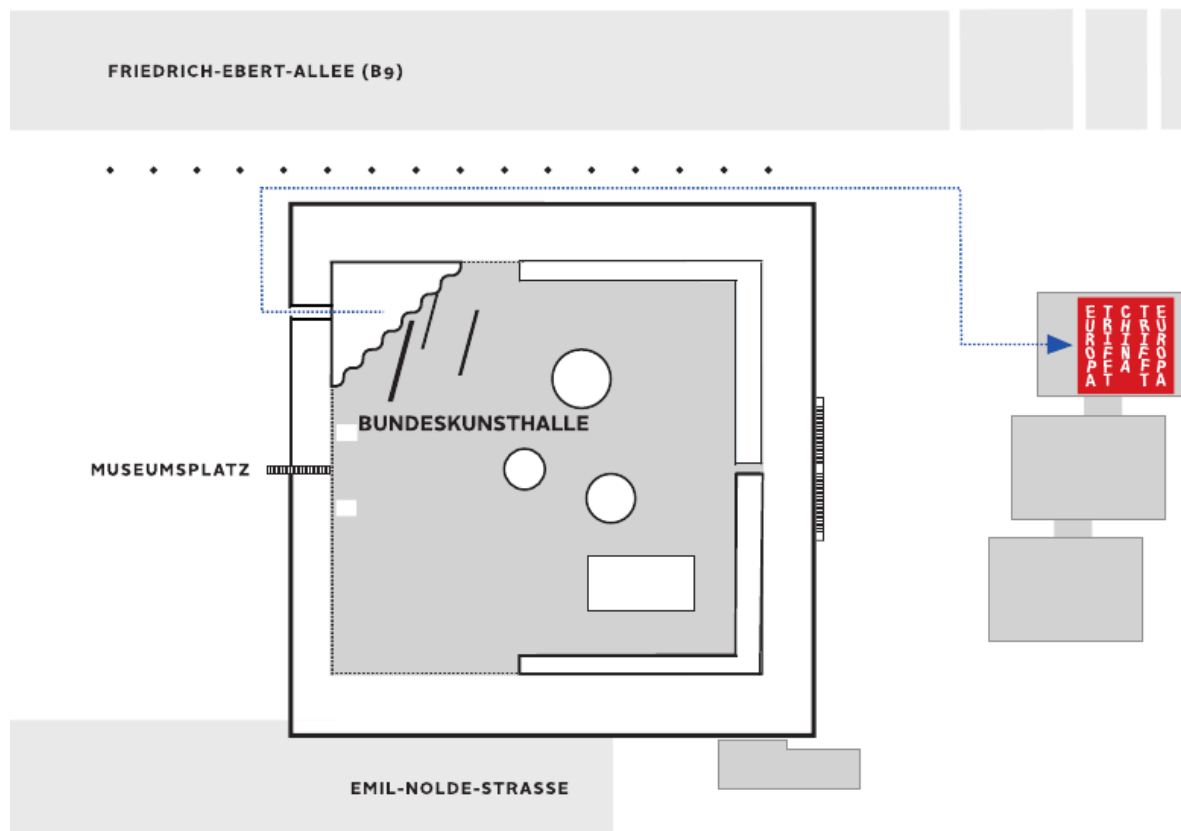 FRIEDRICH-EBERT-ALLEE (B9)
EUROPA
TRIFFT
CHINA
TRIFFT
EUROPA
BUNDESKUNSTHALLE
MUSEUMSPLATZ
EMIL-NOLDE-STRASSE